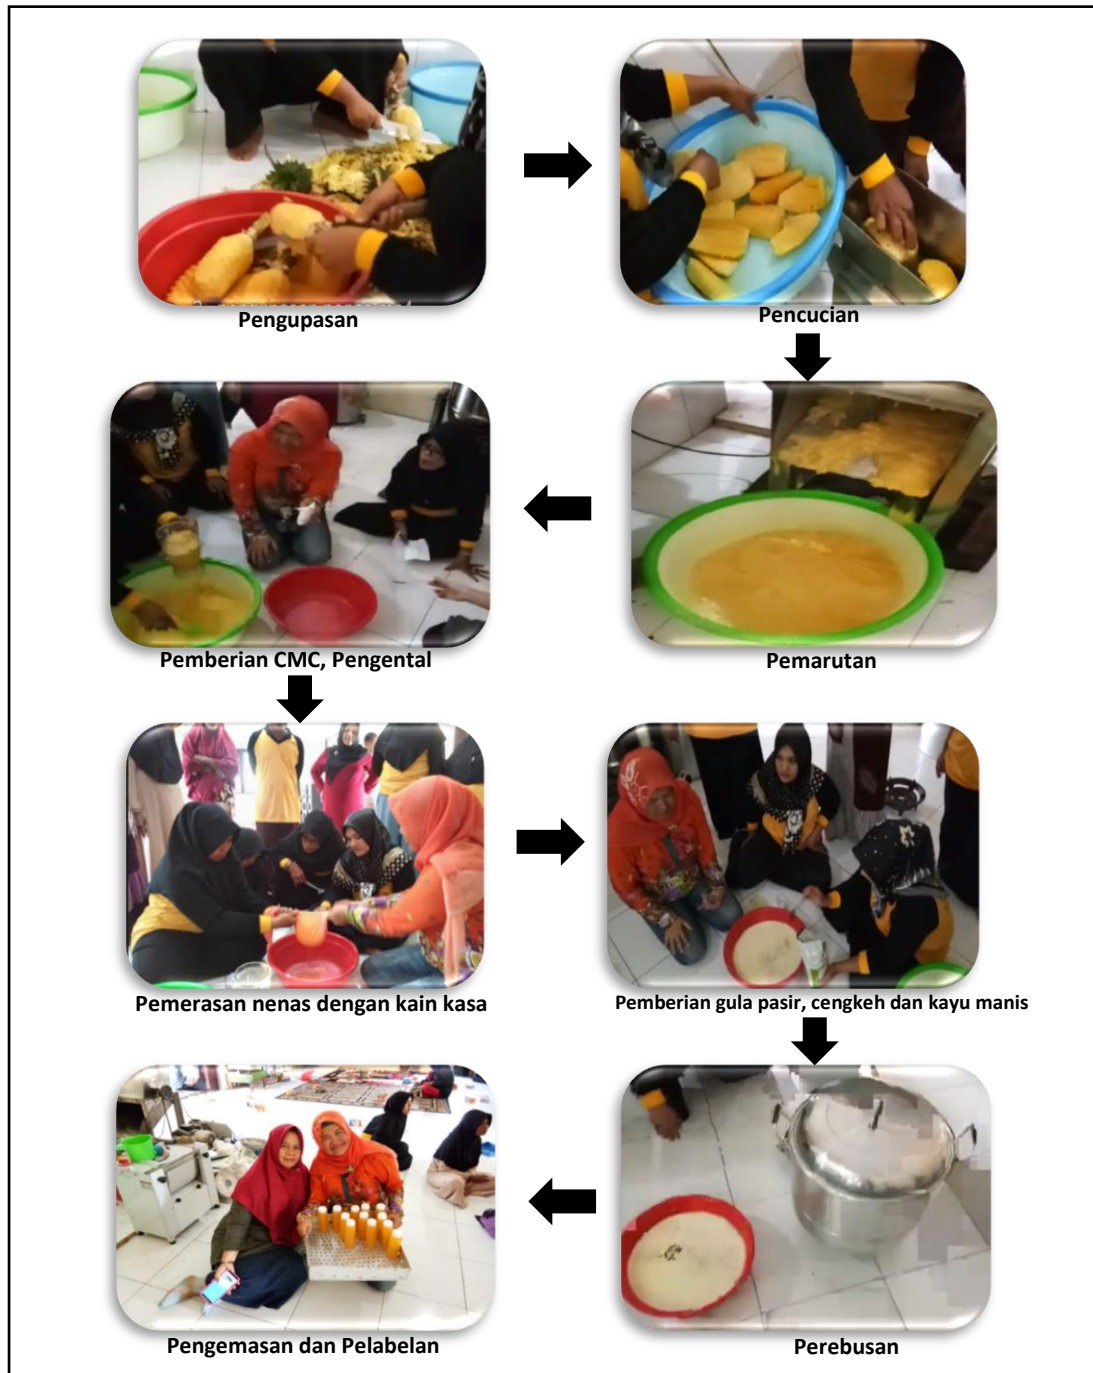 Pengupasan
Pencucian
Pemarutan
Pemberian CMC, Pengental
Pemerasan nenas dengan kain kasa
Pemberian gula pasir, cengkeh dan kayu manis
Perebusan
Pengemasan dan Pelabelan